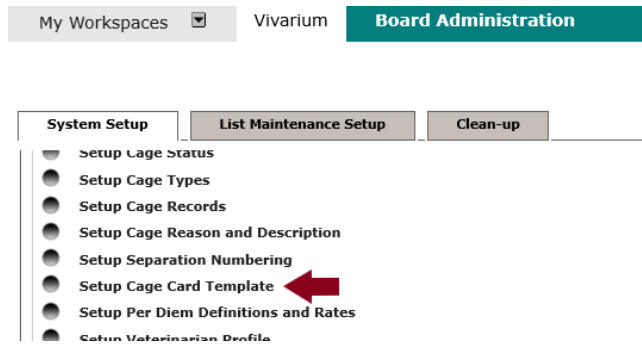 My Workspaces Vivarium Board Administration
System Setup List Maintenance Setup Clean-up
Setup Cage Status
Setup Cage Types
Setup Cage Records
Setup Cage Reason and Description
Setup Separation Numbering
Setup Cage Card Template
Setup Per Diem Definitions and Rates
Setup Veterinarian Profile